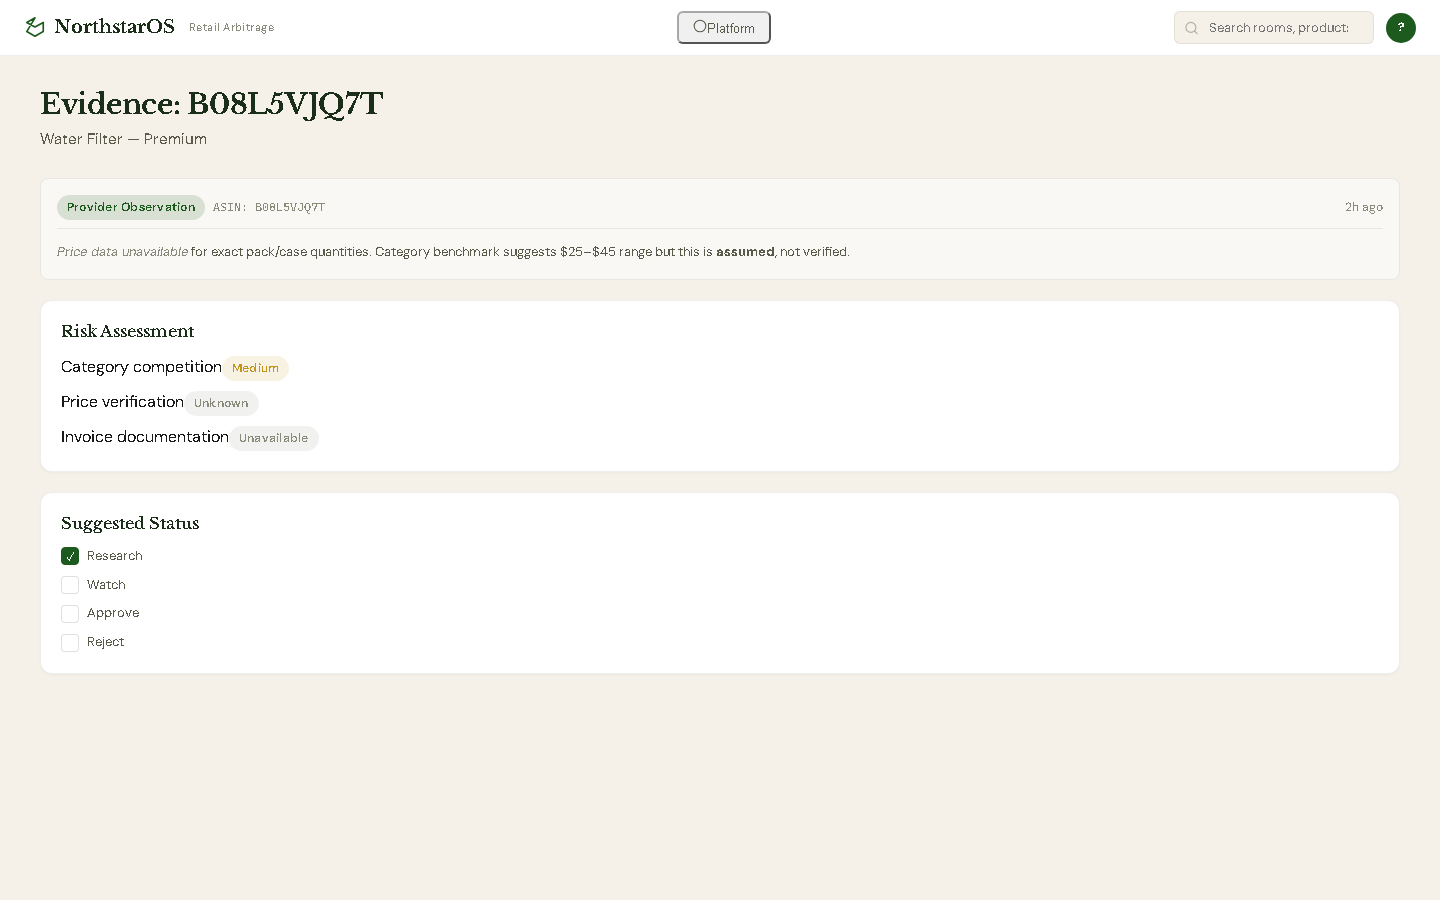 NorthstarOS Retail Arbitrage
Platform
Search rooms, product:
?
Evidence: B08L5VJQ7T
Water Filter — Premium
Provider Observation ASIN: B08L5VJQ7T 2h ago
Price data unavailable for exact pack/case quantities. Category benchmark suggests $25–$45 range but this is assumed, not verified.
Risk Assessment
Category competition Medium
Price verification Unknown
Invoice documentation Unavailable
Suggested Status
✓ Research
Watch
Approve
Reject